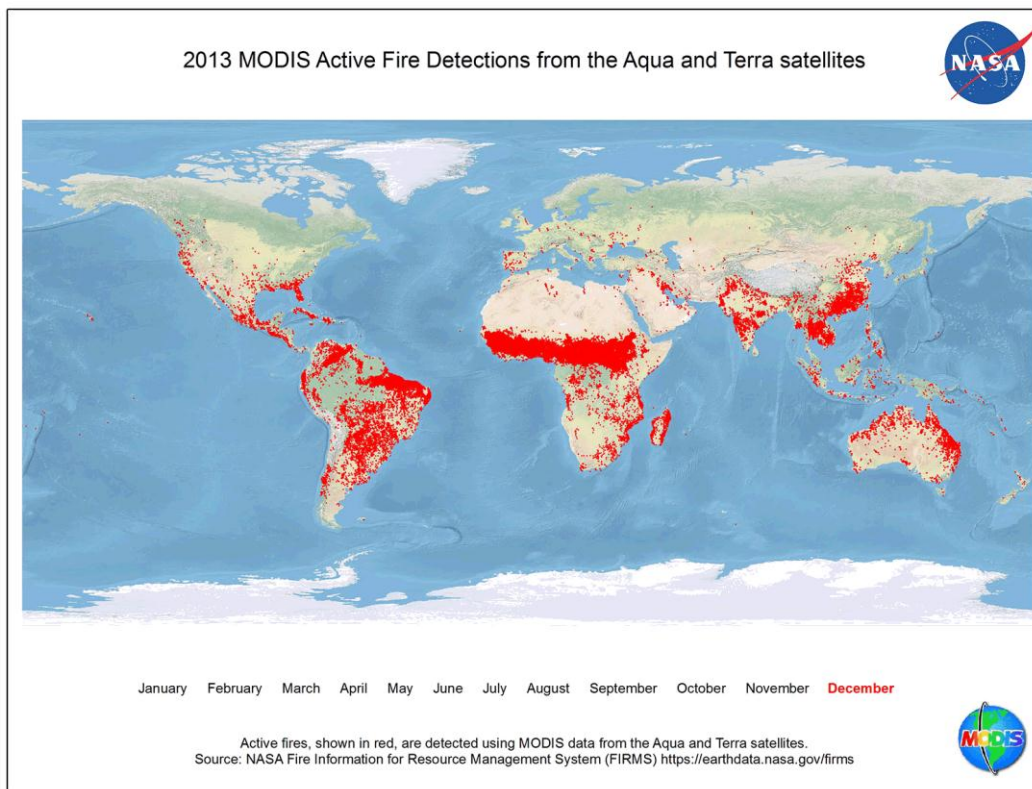 2013 MODIS Active Fire Detections from the Aqua and Terra satellites
NASA
January February March April May June July August September October November December
Active fires, shown in red, are detected using MODIS data from the Aqua and Terra satellites.
Source: NASA Fire Information for Resource Management System (FIRMS) https://earthdata.nasa.gov/firms
MODIS